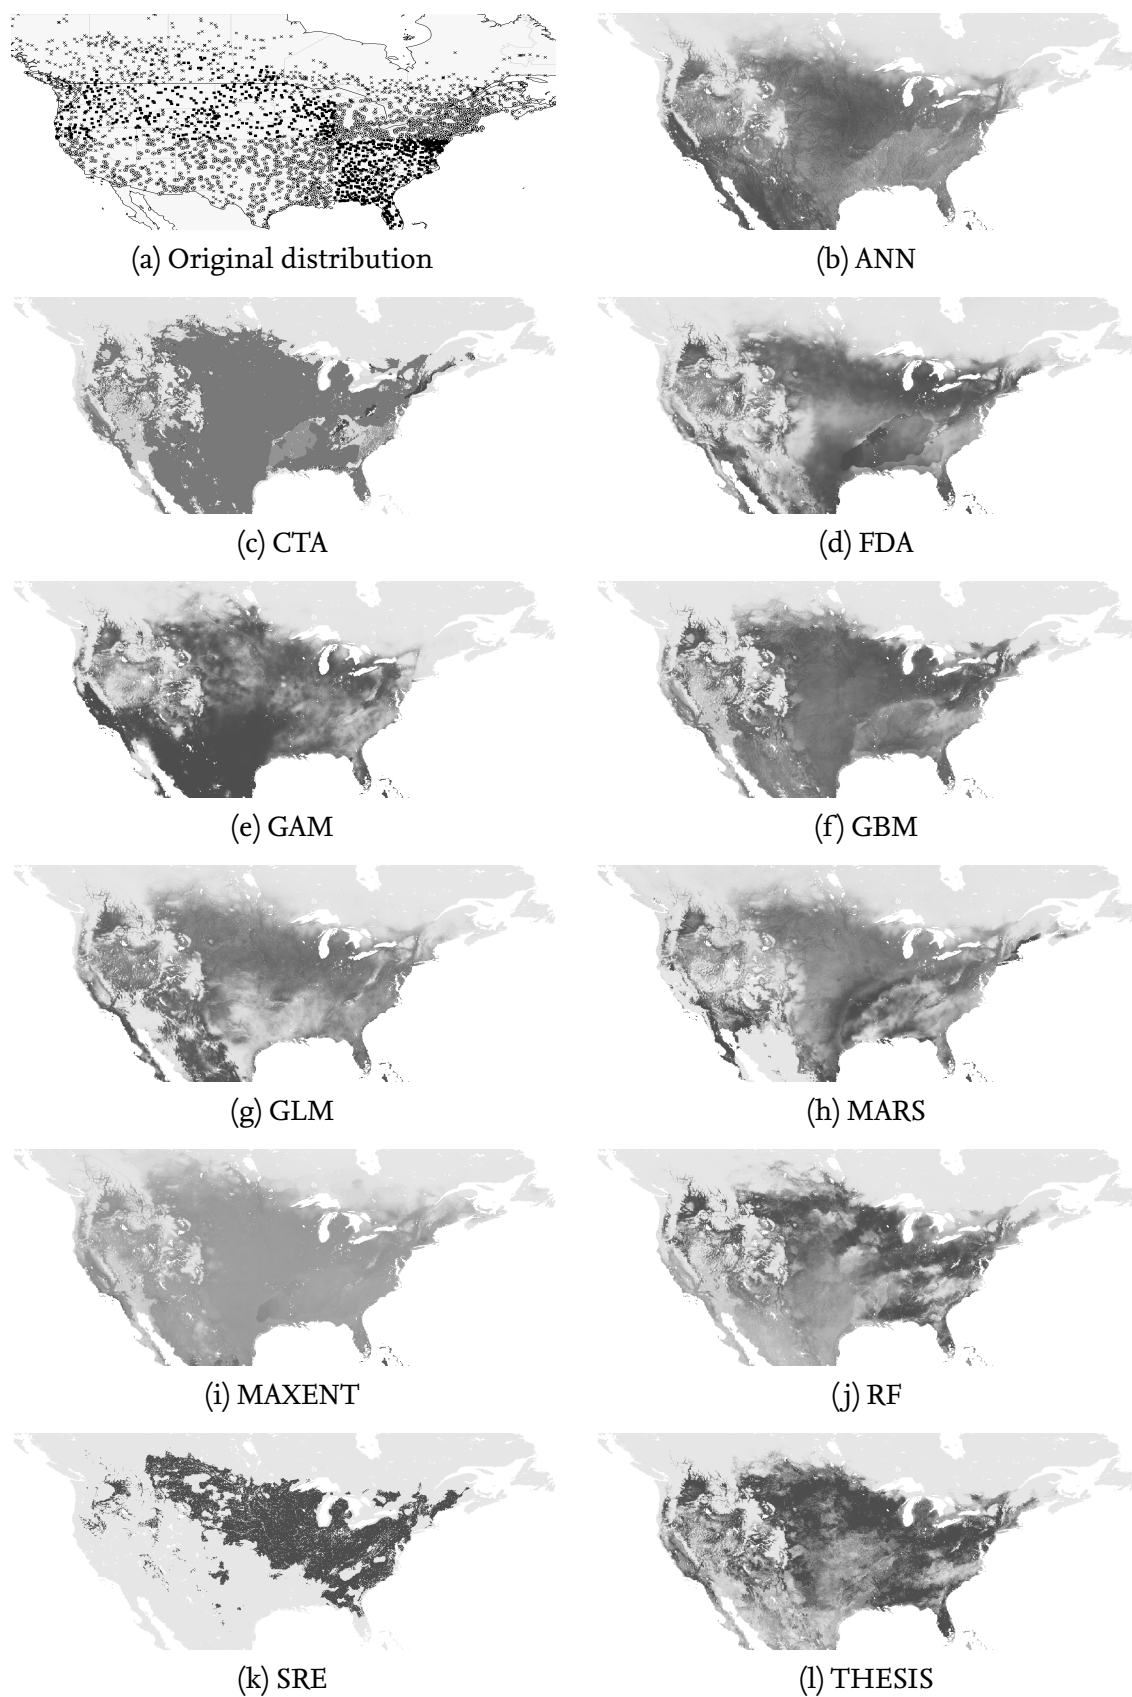 (a) Original distribution
(b) ANN
(c) CTA
(d) FDA
(e) GAM
(f) GBM
(g) GLM
(h) MARS
(i) MAXENT
(j) RF
(k) SRE
(l) THESIS